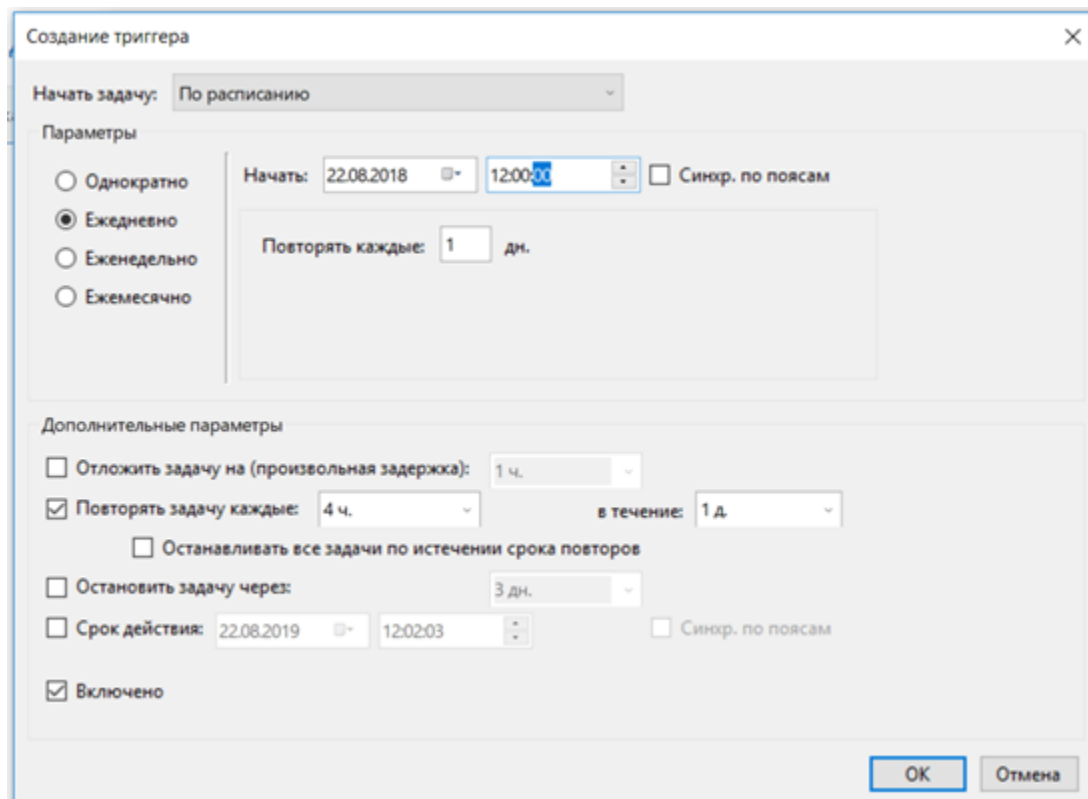 Создание триггера
Начать задачу: По расписанию
Параметры
Однократно
Ежедневно
Еженедельно
Ежемесячно
Начать: 22.08.2018 12:00:00 Синхр. по поясам
Повторять каждые: 1 дн.
Дополнительные параметры
Отложить задачу на (произвольная задержка): 1 ч.
Повторять задачу каждые: 4 ч. в течение: 1 д.
Останавливать все задачи по истечении срока повторов
Остановить задачу через: 3 дн.
Срок действия: 22.08.2019 12:02:03 Синхр. по поясам
Включено
ОК Отмена